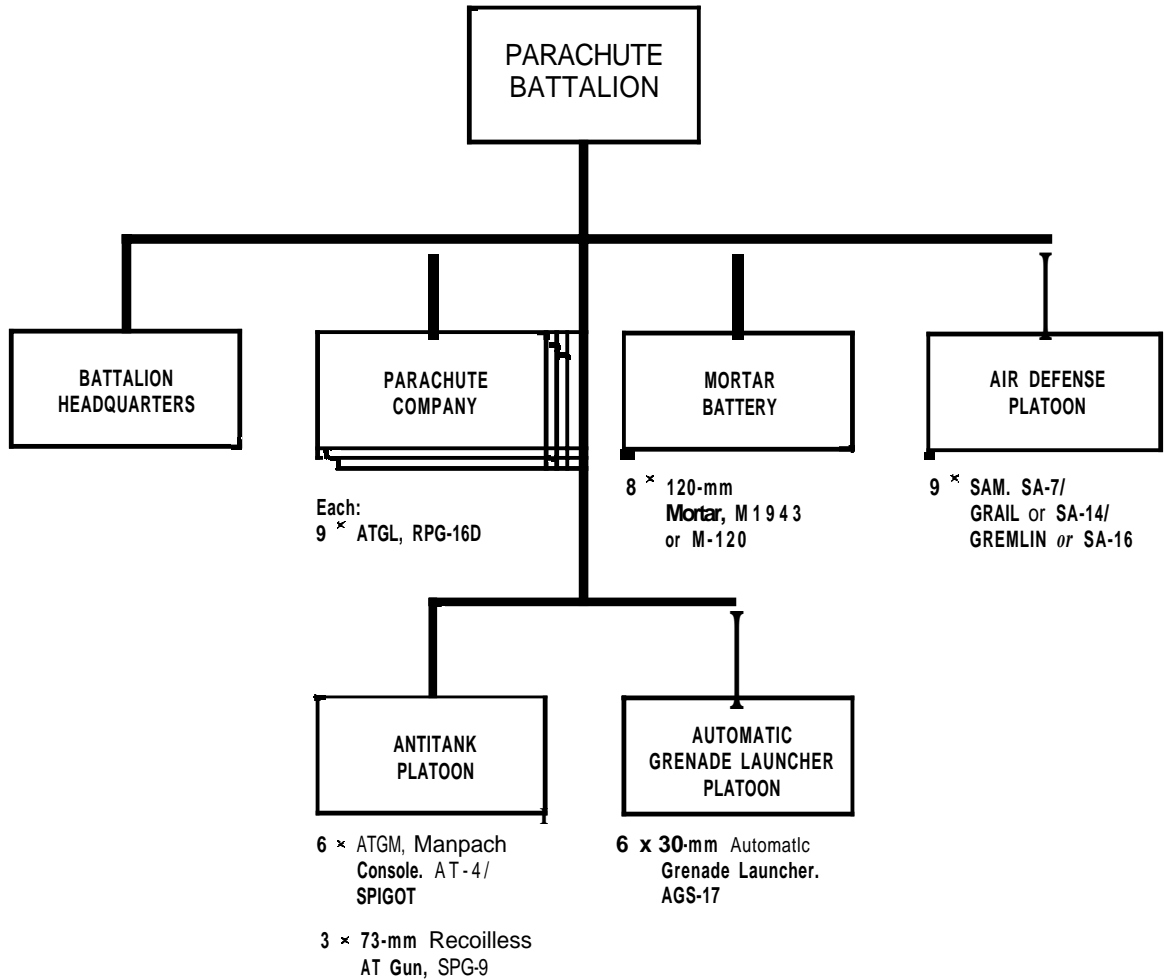 PARACHUTE
BATTALION
BATTALION
HEADQUARTERS
PARACHUTE
COMPANY
Each:
9 × ATGL, RPG-16D
MORTAR
BATTERY
8 × 120-mm
Mortar, M1943
or M-120
AIR DEFENSE
PLATOON
9 × SAM. SA-7/
GRAIL or SA-14/
GREMLIN or SA-16
ANTITANK
PLATOON
6 × ATGM, Manpach
Console. AT-4/
SPIGOT
3 × 73-mm Recoilless
AT Gun, SPG-9
AUTOMATIC
GRENADE LAUNCHER
PLATOON
6 x 30-mm Automatlc
Grenade Launcher.
AGS-17